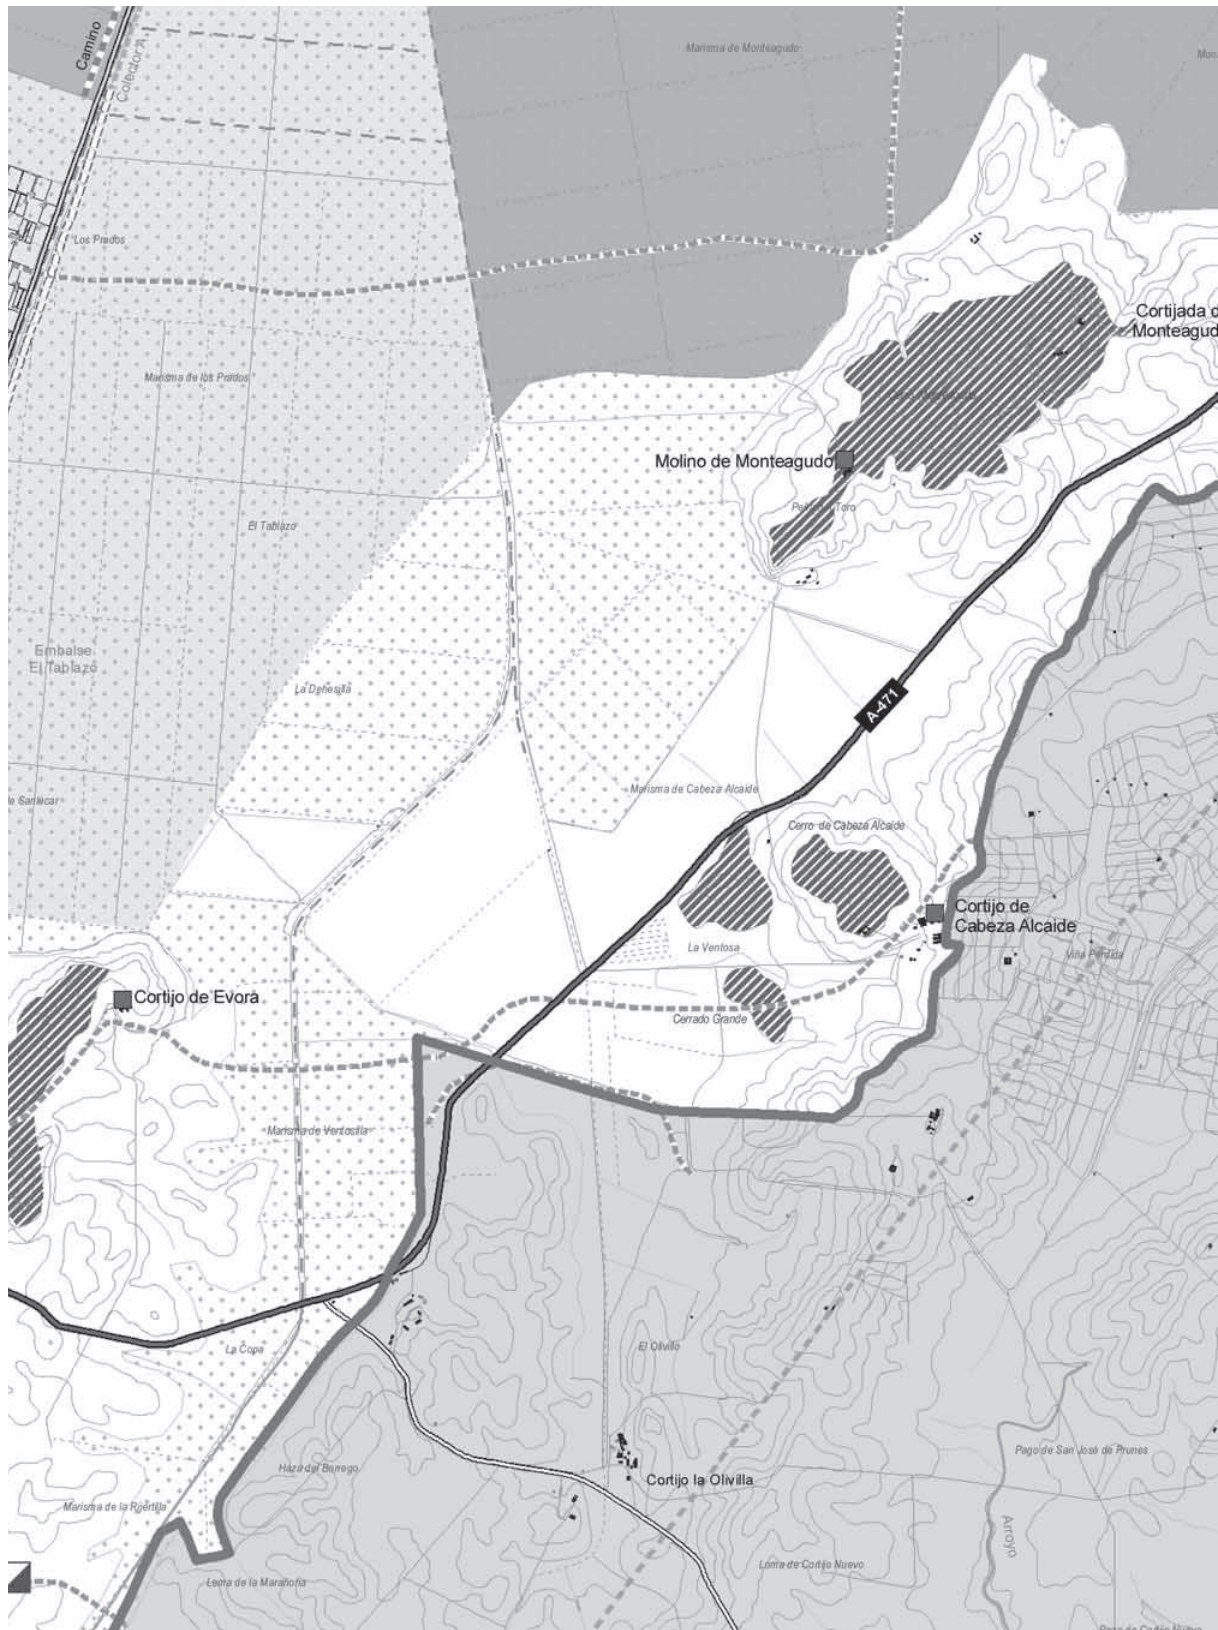 Camino
Colector A
Marisma de Monteagudo
Los Prados
Cortijada d
Monteagud
Marisma de los Prados
Molino de Monteagudo
El Tablazo
Embalse
El Tablazo
La Dehesilla
A-471
Marisma de Cabeza Alcaide
Cerro de Cabeza Alcaide
Cortijo de
Cabeza Alcaide
La Ventosa
Viña Perdida
Cortijo de Evora
Cerrado Grande
Marisma de Ventosilla
La Copa
El Olivillo
Pago de San José de Prunes
Haza del Borrego
Cortijo la Olivilla
Marisma de la Rijertilla
Arroyo
Loma de Cortijo Nuevo
Loma de la Marañona